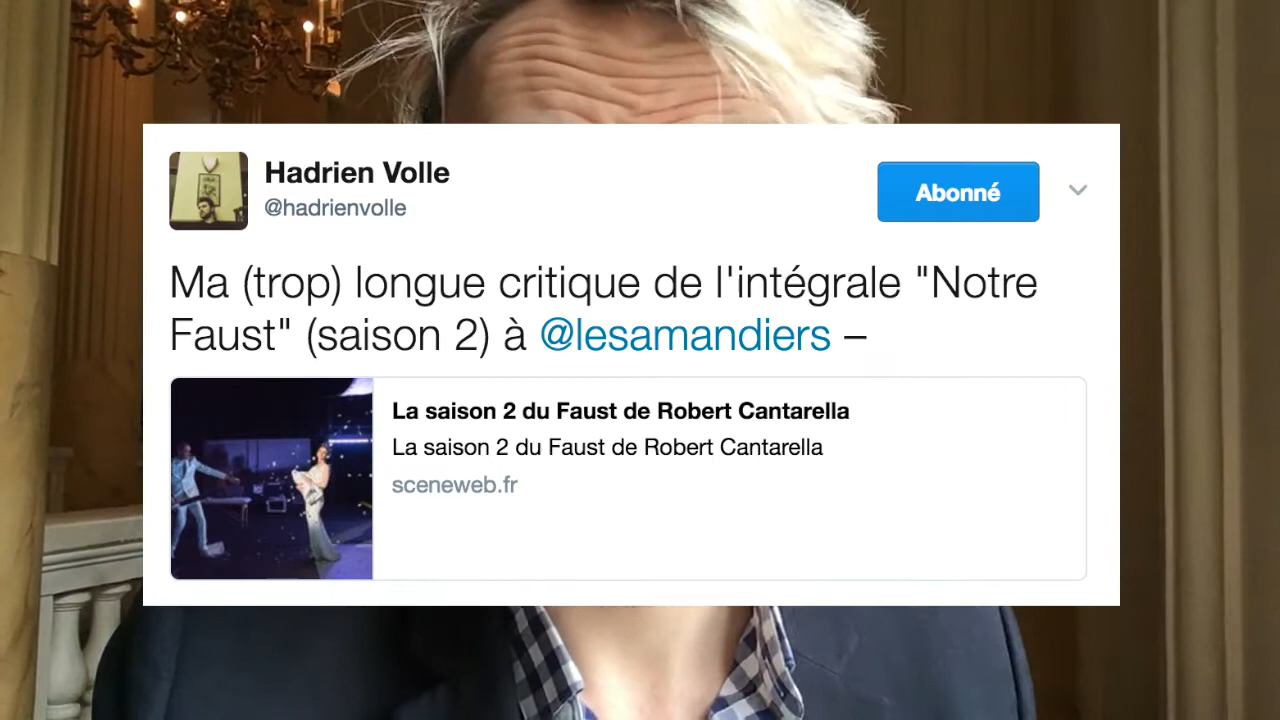 Hadrien Volle
@hadrienvolle
Abonné
Ma (trop) longue critique de l'intégrale "Notre
Faust" (saison 2) à @lesamandiers –
La saison 2 du Faust de Robert Cantarella
La saison 2 du Faust de Robert Cantarella
sceneweb.fr